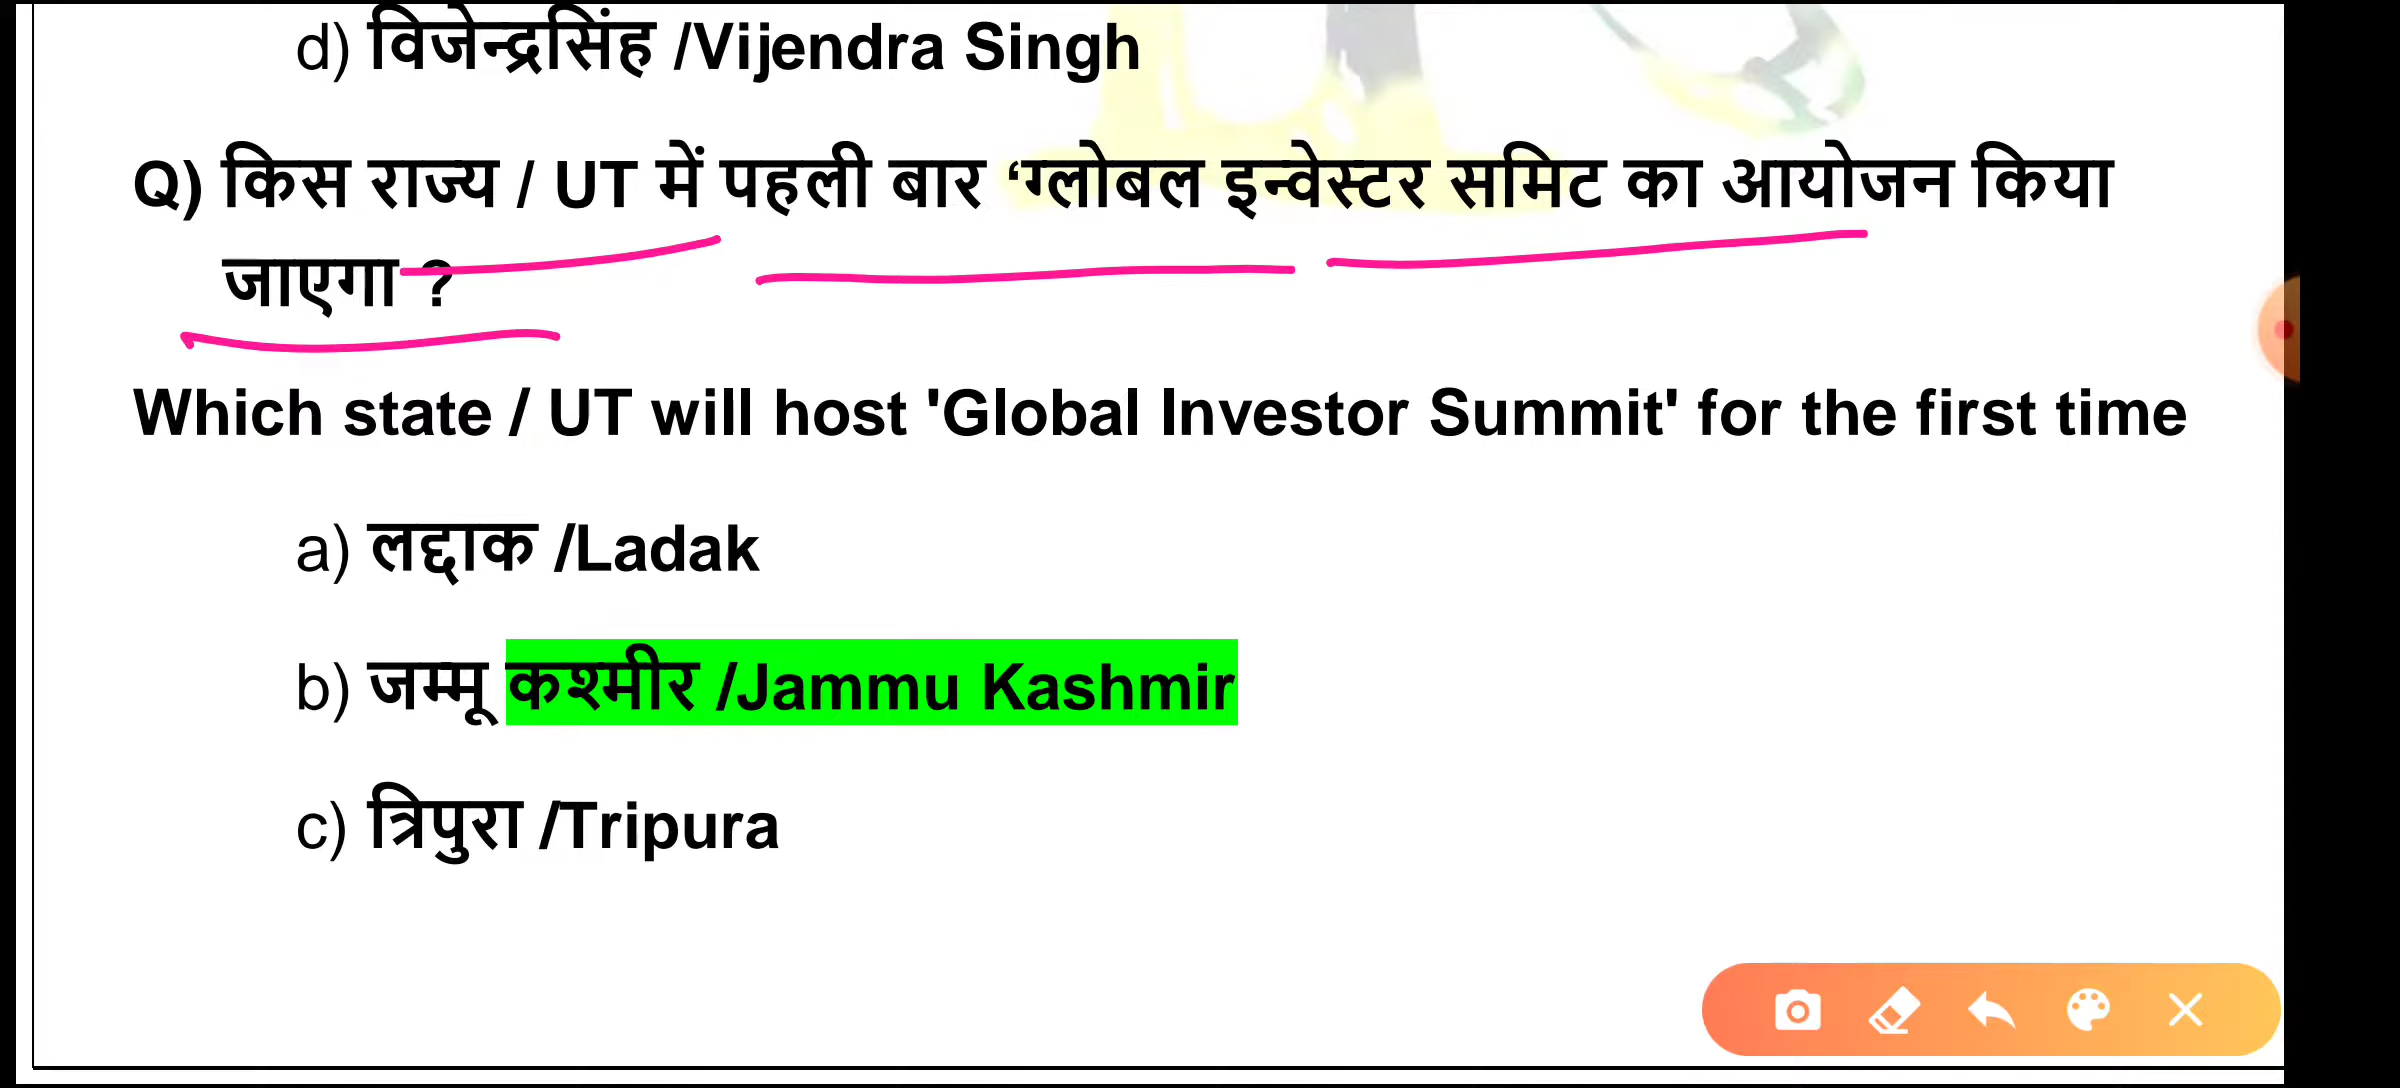 d) विजेन्द्रसिंह /Vijendra Singh
Q) किस राज्य / UT में पहली बार ‘ग्लोबल इन्वेस्टर समिट का आयोजन किया
जाएगा ?
Which state / UT will host 'Global Investor Summit' for the first time
a) लद्दाक /Ladak
b) जम्मू कश्मीर /Jammu Kashmir
c) त्रिपुरा /Tripura